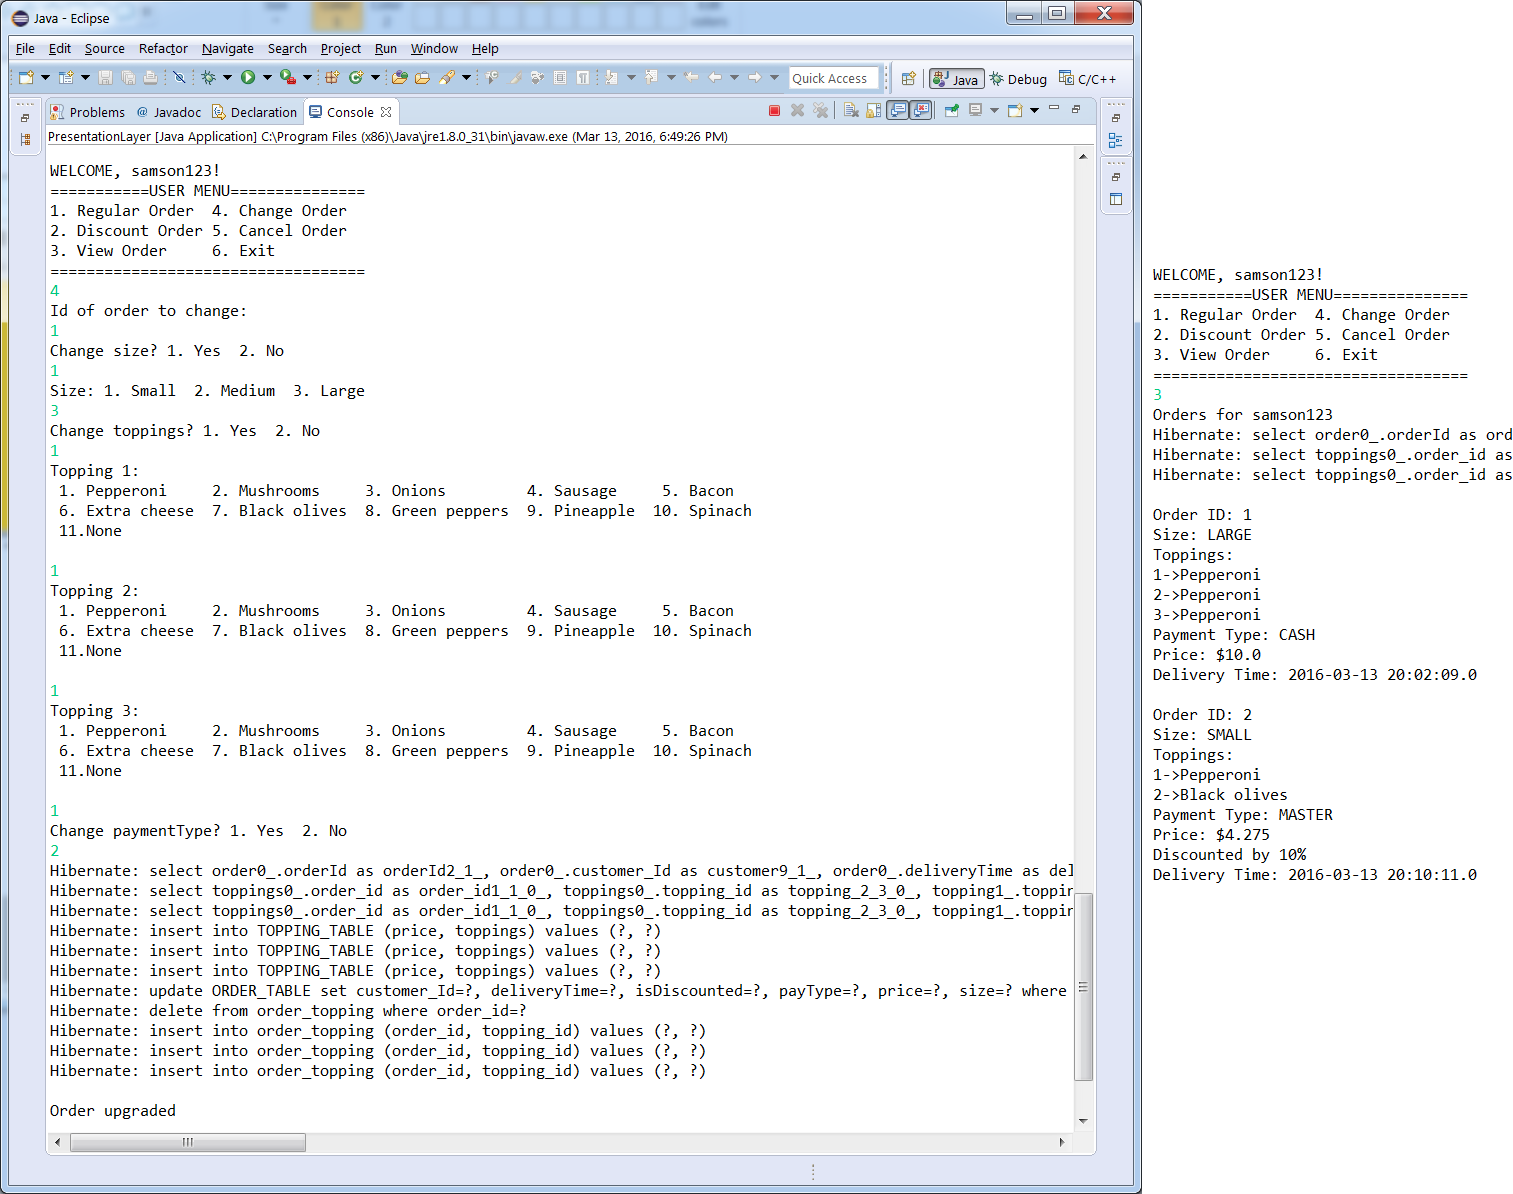 Java - Eclipse
File Edit Source Refactor Navigate Search Project Run Window Help
Quick Access Java Debug C/C++
Problems @ Javadoc Declaration Console
PresentationLayer [Java Application] C:\Program Files (x86)\Java\jre1.8.0_31\bin\javaw.exe (Mar 13, 2016, 6:49:26 PM)
WELCOME, samson123!
===========USER MENU===============
1. Regular Order  4. Change Order
2. Discount Order 5. Cancel Order
3. View Order     6. Exit
===================================
4
Id of order to change:
1
Change size? 1. Yes  2. No
1
Size: 1. Small  2. Medium  3. Large
3
Change toppings? 1. Yes  2. No
1
Topping 1:
1. Pepperoni     2. Mushrooms     3. Onions         4. Sausage     5. Bacon
6. Extra cheese  7. Black olives  8. Green peppers  9. Pineapple  10. Spinach
11.None
1
Topping 2:
1. Pepperoni     2. Mushrooms     3. Onions         4. Sausage     5. Bacon
6. Extra cheese  7. Black olives  8. Green peppers  9. Pineapple  10. Spinach
11.None
1
Topping 3:
1. Pepperoni     2. Mushrooms     3. Onions         4. Sausage     5. Bacon
6. Extra cheese  7. Black olives  8. Green peppers  9. Pineapple  10. Spinach
11.None
1
Change paymentType? 1. Yes  2. No
2
Hibernate: select order0_.orderId as orderId2_1_, order0_.customer_Id as customer9_1_, order0_.deliveryTime as del
Hibernate: select toppings0_.order_id as order_id1_1_0_, toppings0_.topping_id as topping_2_3_0_, topping1_.toppin
Hibernate: select toppings0_.order_id as order_id1_1_0_, toppings0_.topping_id as topping_2_3_0_, topping1_.toppin
Hibernate: insert into TOPPING_TABLE (price, toppings) values (?, ?)
Hibernate: insert into TOPPING_TABLE (price, toppings) values (?, ?)
Hibernate: insert into TOPPING_TABLE (price, toppings) values (?, ?)
Hibernate: update ORDER_TABLE set customer_Id=?, deliveryTime=?, isDiscounted=?, payType=?, price=?, size=? where
Hibernate: delete from order_topping where order_id=?
Hibernate: insert into order_topping (order_id, topping_id) values (?, ?)
Hibernate: insert into order_topping (order_id, topping_id) values (?, ?)
Hibernate: insert into order_topping (order_id, topping_id) values (?, ?)
Order upgraded
WELCOME, samson123!
===========USER MENU===============
1. Regular Order  4. Change Order
2. Discount Order 5. Cancel Order
3. View Order     6. Exit
===================================
3
Orders for samson123
Hibernate: select order0_.orderId as ord
Hibernate: select toppings0_.order_id as
Hibernate: select toppings0_.order_id as
Order ID: 1
Size: LARGE
Toppings:
1->Pepperoni
2->Pepperoni
3->Pepperoni
Payment Type: CASH
Price: $10.0
Delivery Time: 2016-03-13 20:02:09.0
Order ID: 2
Size: SMALL
Toppings:
1->Pepperoni
2->Black olives
Payment Type: MASTER
Price: $4.275
Discounted by 10%
Delivery Time: 2016-03-13 20:10:11.0